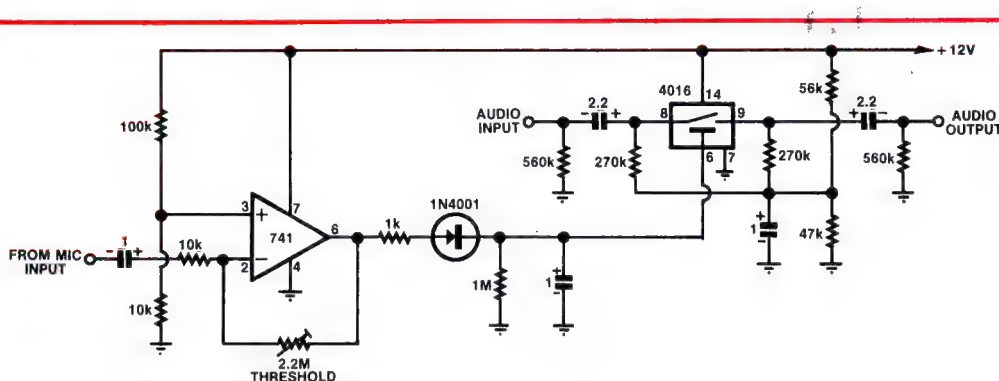 +12V
56k
4016
14
AUDIO
INPUT
2.2
- +
8
9
2.2
+ -
AUDIO
OUTPUT
100k
560k
270k
6
7
270k
560k
3
+
7
1N4001
+
1
-
47k
741
6
1k
FROM MIC
INPUT
- +
1
10k
2
-
4
1M
+
1
-
10k
2.2M
THRESHOLD